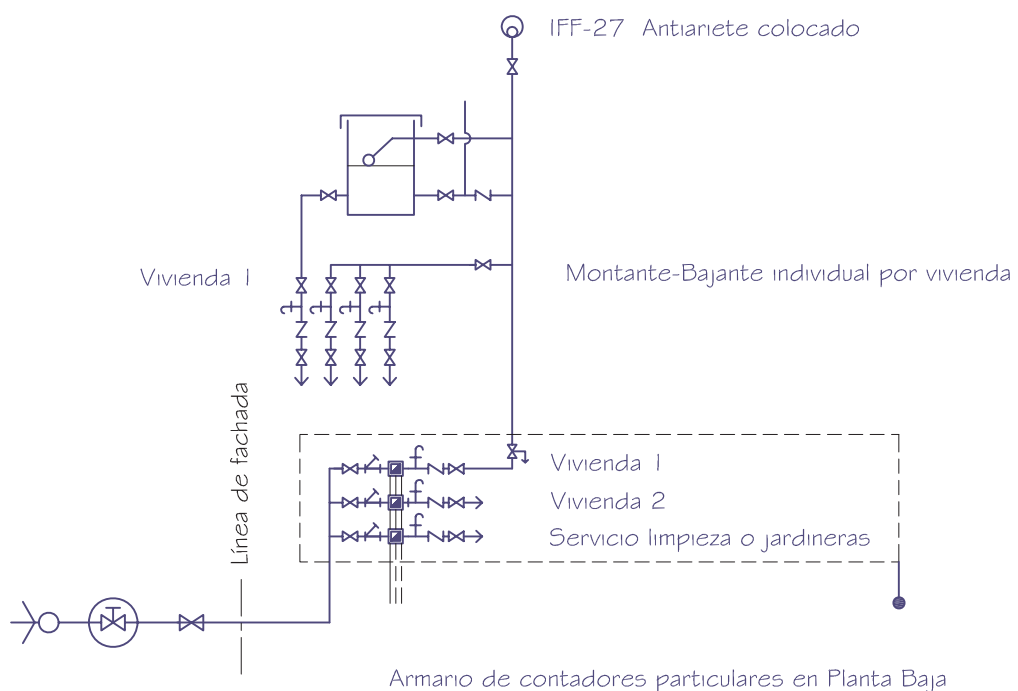 IFF-27 Antiariete colocado
Vivienda 1
Montante-Bajante individual por vivienda
Línea de fachada
Vivienda 1
Vivienda 2
Servicio limpieza o jardineras
Armario de contadores particulares en Planta Baja